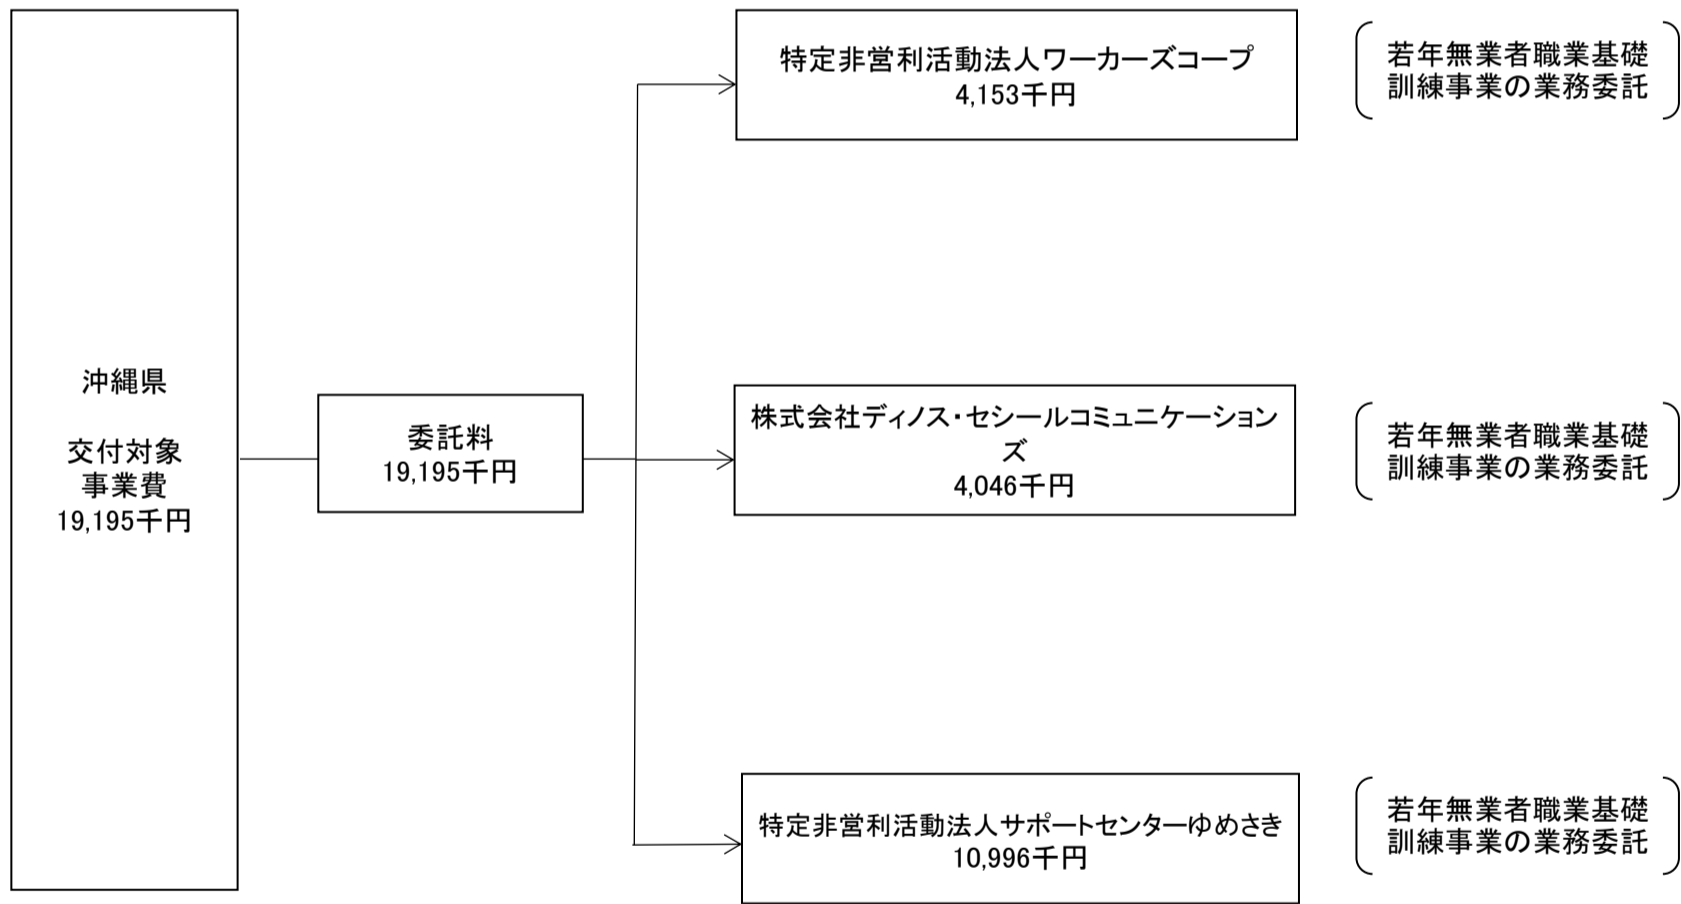 沖縄県
交付対象
事業費
19,195千円
委託料
19,195千円
特定非営利活動法人ワーカーズコープ
4,153千円
若年無業者職業基礎
訓練事業の業務委託
株式会社ディノス・セシールコミュニケーション
ズ
4,046千円
若年無業者職業基礎
訓練事業の業務委託
特定非営利活動法人サポートセンターゆめさき
10,996千円
若年無業者職業基礎
訓練事業の業務委託